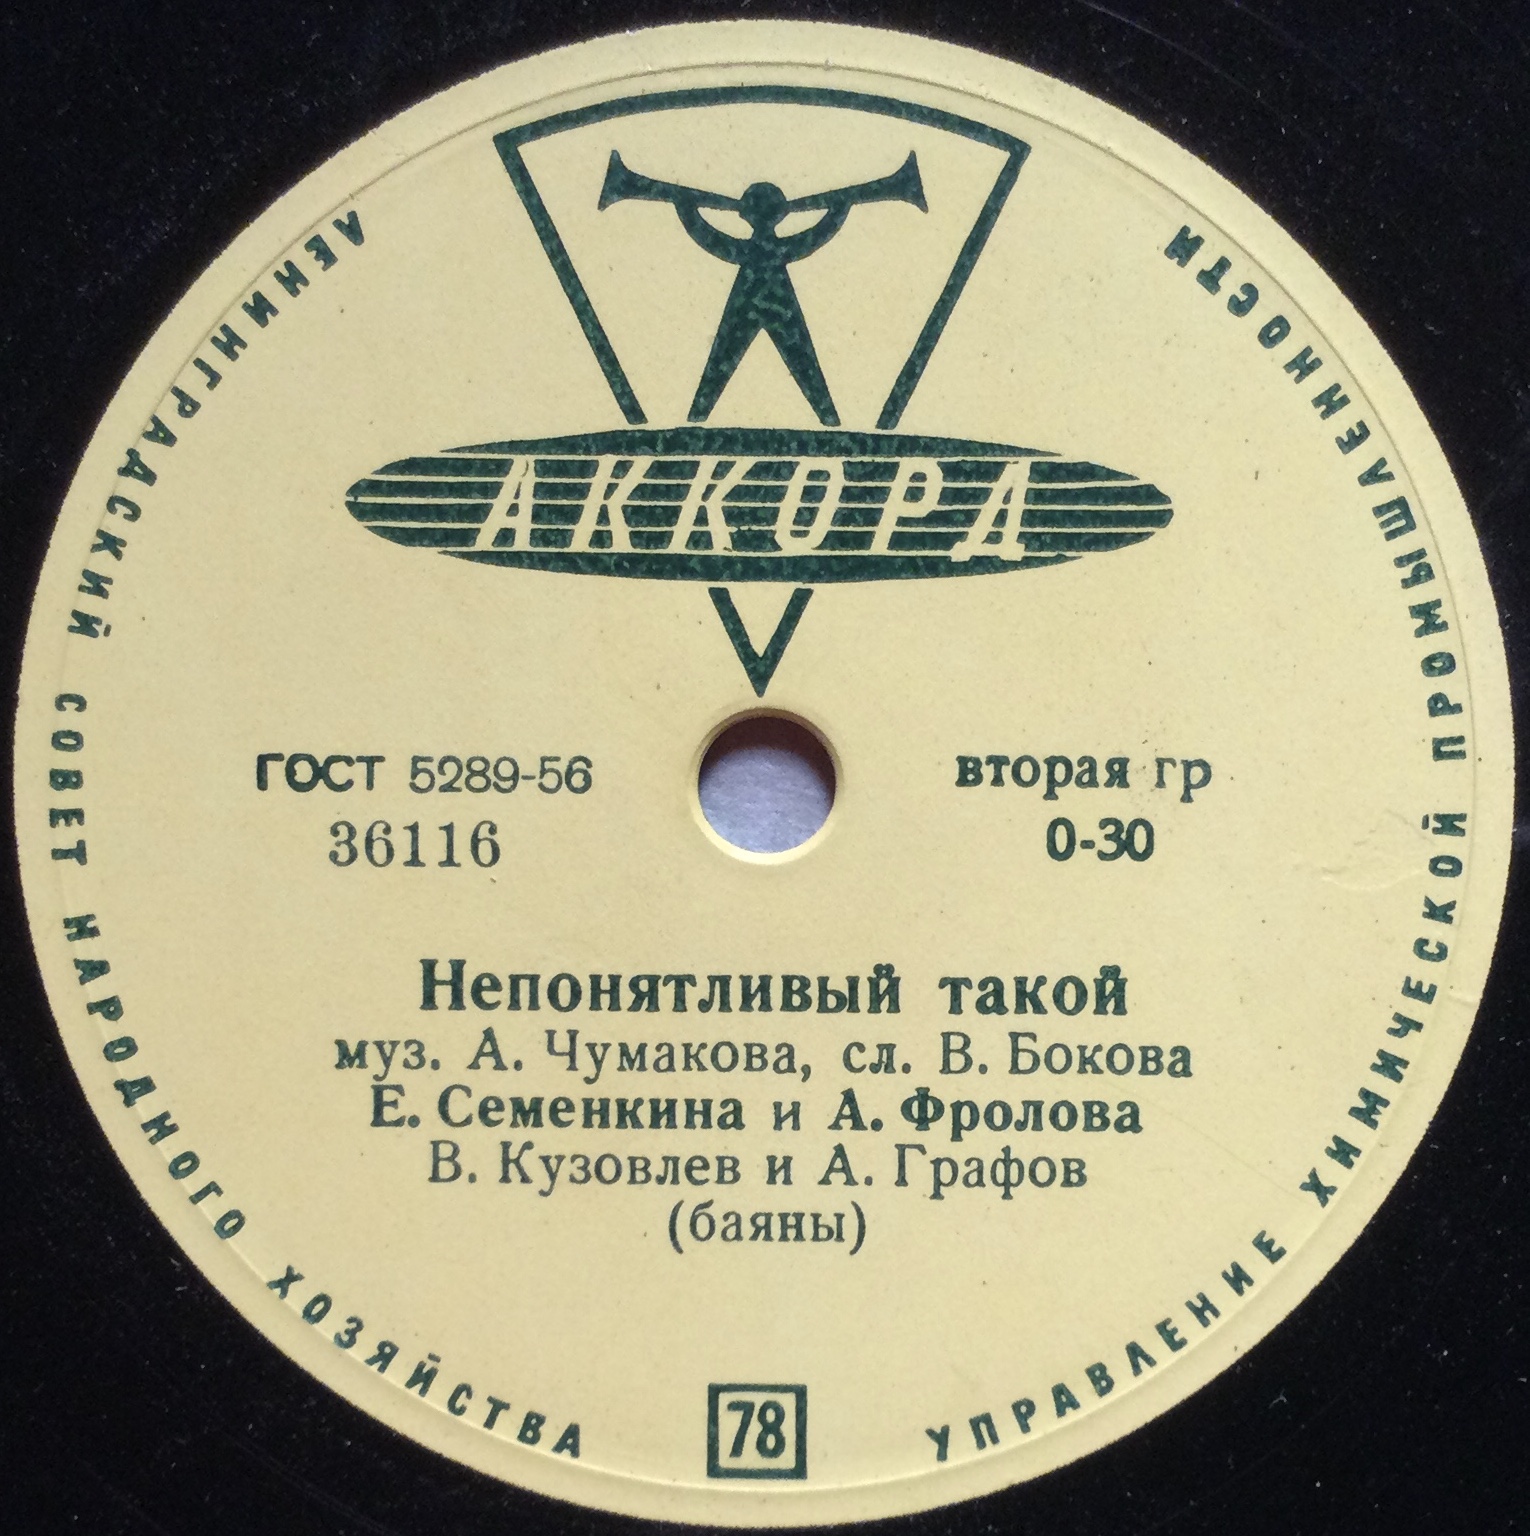 ЛЕНИНГРАДСКИЙ СОВЕТ НАРОДНОГО ХОЗЯЙСТВА
УПРАВЛЕНИЕ ХИМИЧЕСКОЙ ПРОМЫШЛЕННОСТИ
АККОРД
ГОСТ 5289-56
36116
вторая гр
0-30
Непонятливый такой
муз. А. Чумакова, сл. В. Бокова
Е. Семенкина и А. Фролова
В. Кузовлев и А. Графов
(баяны)
78